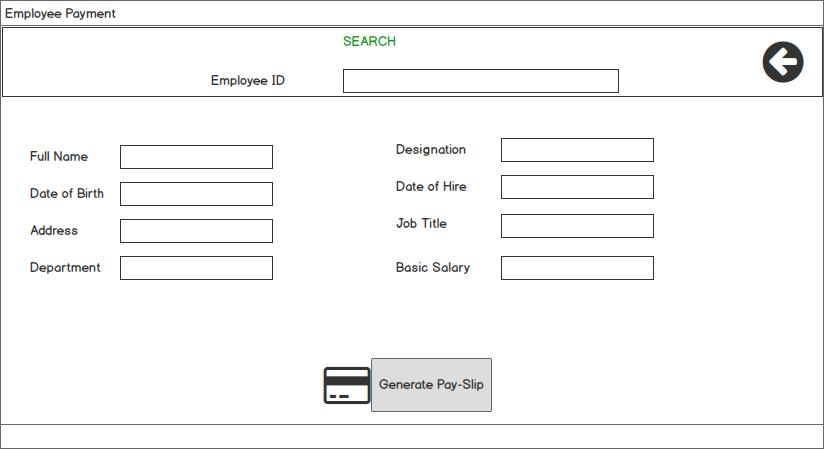 Employee Payment
SEARCH
Employee ID
Full Name
Date of Birth
Address
Department
Designation
Date of Hire
Job Title
Basic Salary
Generate Pay-Slip